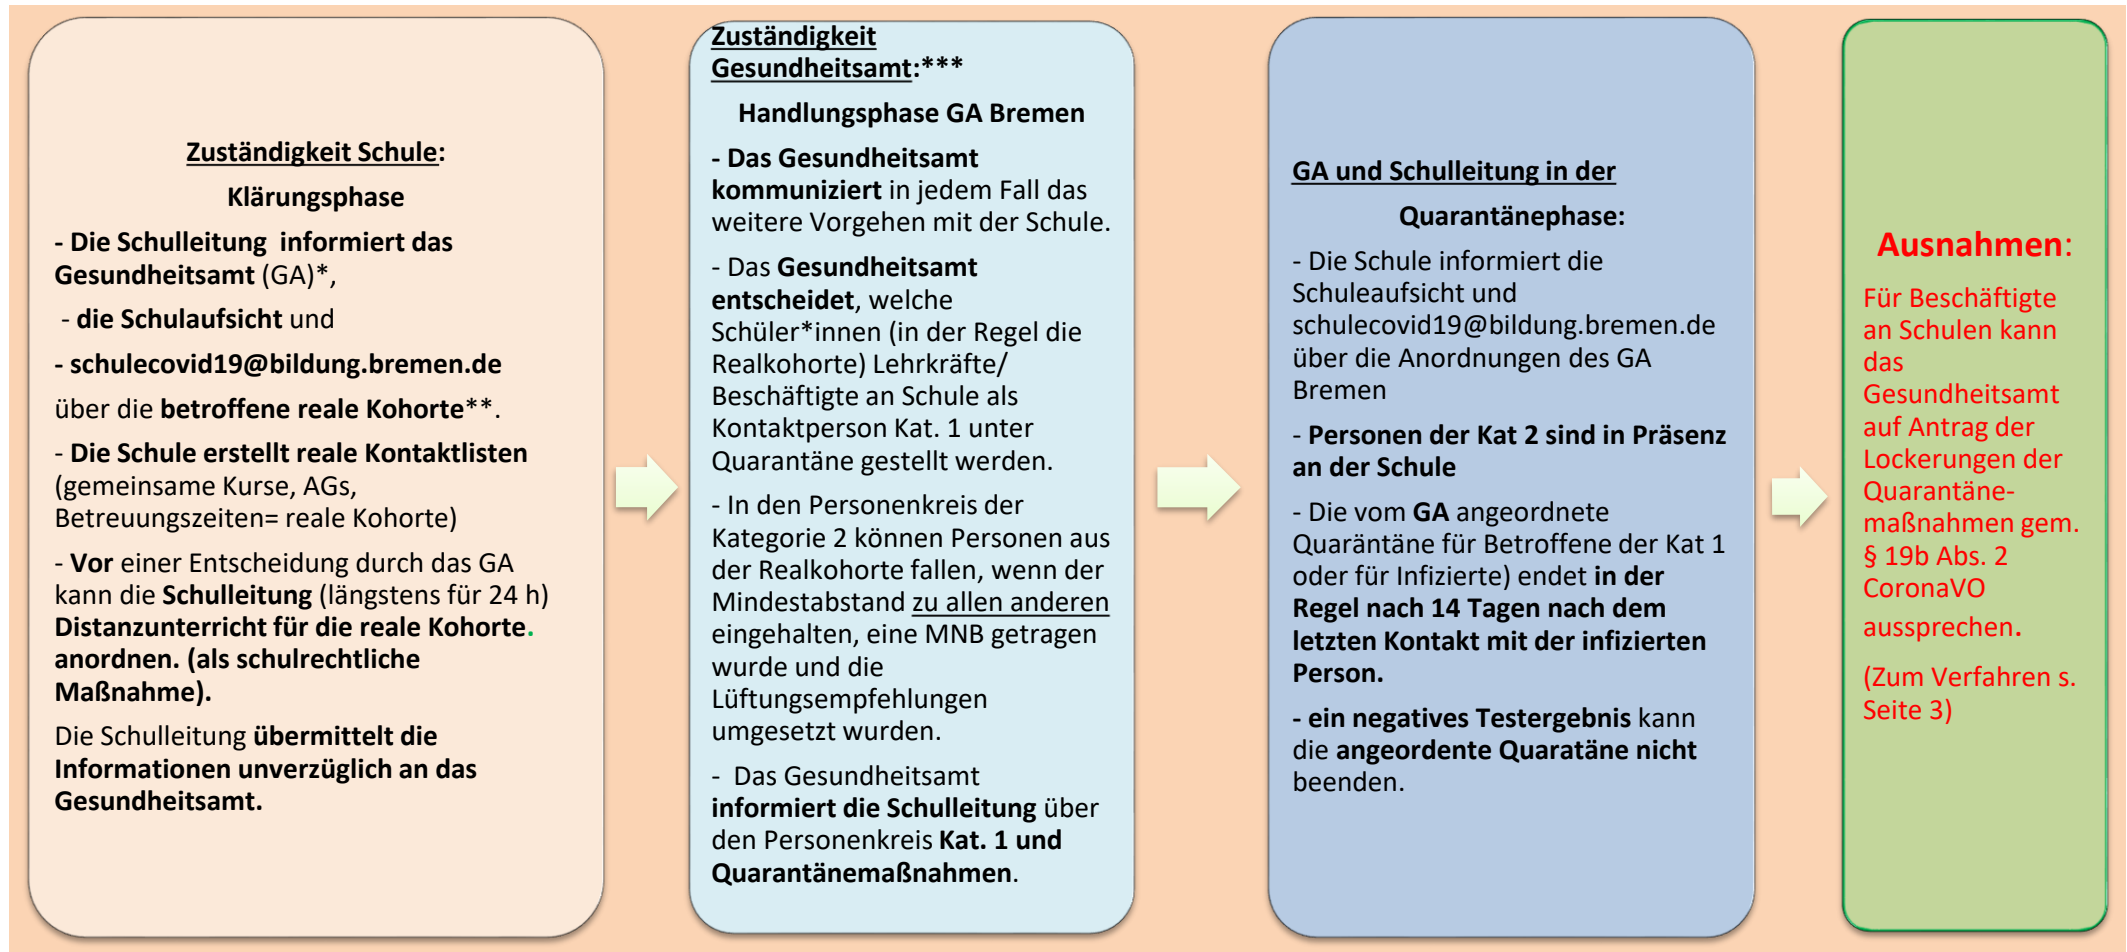 Zuständigkeit Schule:
Klärungsphase
- Die Schulleitung  informiert das
Gesundheitsamt (GA)*,
- die Schulaufsicht und
- schulecovid19@bildung.bremen.de
über die betroffene reale Kohorte**.
- Die Schule erstellt reale Kontaktlisten
(gemeinsame Kurse, AGs,
Betreuungszeiten= reale Kohorte)
- Vor einer Entscheidung durch das GA
kann die Schulleitung (längstens für 24 h)
Distanzunterricht für die reale Kohorte.
anordnen. (als schulrechtliche
Maßnahme).
Die Schulleitung übermittelt die
Informationen unverzüglich an das
Gesundheitsamt.
Zuständigkeit
Gesundheitsamt:***
Handlungsphase GA Bremen
- Das Gesundheitsamt
kommuniziert in jedem Fall das
weitere Vorgehen mit der Schule.
- Das Gesundheitsamt
entscheidet, welche
Schüler*innen (in der Regel die
Realkohorte) Lehrkräfte/
Beschäftigte an Schule als
Kontaktperson Kat. 1 unter
Quarantäne gestellt werden.
- In den Personenkreis der
Kategorie 2 können Personen aus
der Realkohorte fallen, wenn der
Mindestabstand zu allen anderen
eingehalten, eine MNB getragen
wurde und die
Lüftungsempfehlungen
umgesetzt wurden.
-  Das Gesundheitsamt
informiert die Schulleitung über
den Personenkreis Kat. 1 und
Quarantänemaßnahmen.
GA und Schulleitung in der
Quarantänephase:
- Die Schule informiert die
Schuleaufsicht und
schulecovid19@bildung.bremen.de
über die Anordnungen des GA
Bremen
- Personen der Kat 2 sind in Präsenz
an der Schule
- Die vom GA angeordnete
Quaräntäne für Betroffene der Kat 1
oder für Infizierte) endet in der
Regel nach 14 Tagen nach dem
letzten Kontakt mit der infizierten
Person.
- ein negatives Testergebnis kann
die angeordente Quaratäne nicht
beenden.
Ausnahmen:
Für Beschäftigte
an Schulen kann
das
Gesundheitsamt
auf Antrag der
Lockerungen der
Quarantäne-
maßnahmen gem.
§ 19b Abs. 2
CoronaVO
aussprechen.
(Zum Verfahren s.
Seite 3)